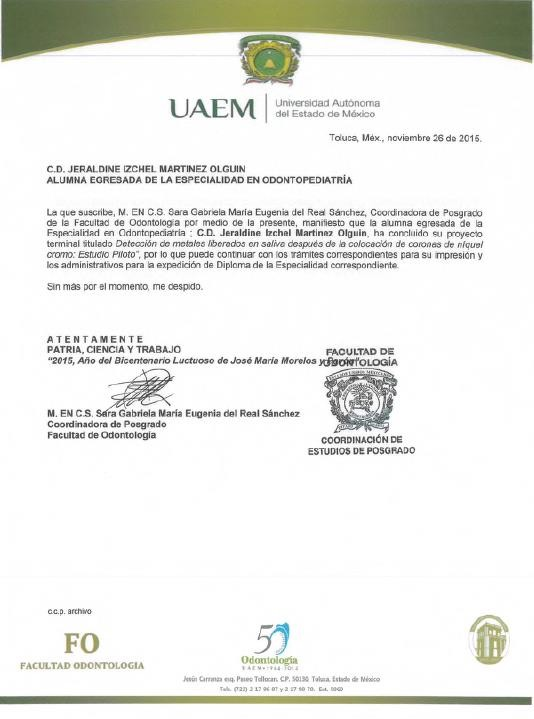 UAEM
Universidad Autónoma
del Estado de México
Toluca, Méx., noviembre 26 de 2015.
C.D. JERALDINE IZCHEL MARTINEZ OLGUIN
ALUMNA EGRESADA DE LA ESPECIALIDAD EN ODONTOPEDIATRÍA
La que suscribe, M. EN C.S. Sara Gabriela María Eugenia del Real Sánchez, Coordinadora de Posgrado
de la Facultad de Odontología por medio de la presente, manifiesto que la alumna egresada de la
Especialidad en Odontopediatría ; C.D. Jeraldine Izchel Martinez Olguin, ha concluido su proyecto
terminal titulado Detección de metales liberados en saliva después de la colocación de coronas de níquel
cromo: Estudio Piloto", por lo que puede continuar con los trámites correspondientes para su impresión y
los administrativos para la expedición de Diploma de la Especialidad correspondiente.
Sin más por el momento, me despido.
A T E N T A M E N T E
PATRIA, CIENCIA Y TRABAJO
"2015, Año del Bicentenario Luctuoso de José María Morelos y Pavón"
FACULTAD DE
ODONTOLOGÍA
M. EN C.S. Sara Gabriela María Eugenia del Real Sánchez
Coordinadora de Posgrado
Facultad de Odontología
COORDINACIÓN DE
ESTUDIOS DE POSGRADO
c.c.p. archivo
FO
FACULTAD ODONTOLOGIA
50
Odontología
UAEM•1964-2014
Jesús Carranza esq. Paseo Tollocan. C.P. 50130 Toluca, Estado de México
Tels. (722) 2 17 96 07 y 2 17 90 70. Ext. 5060